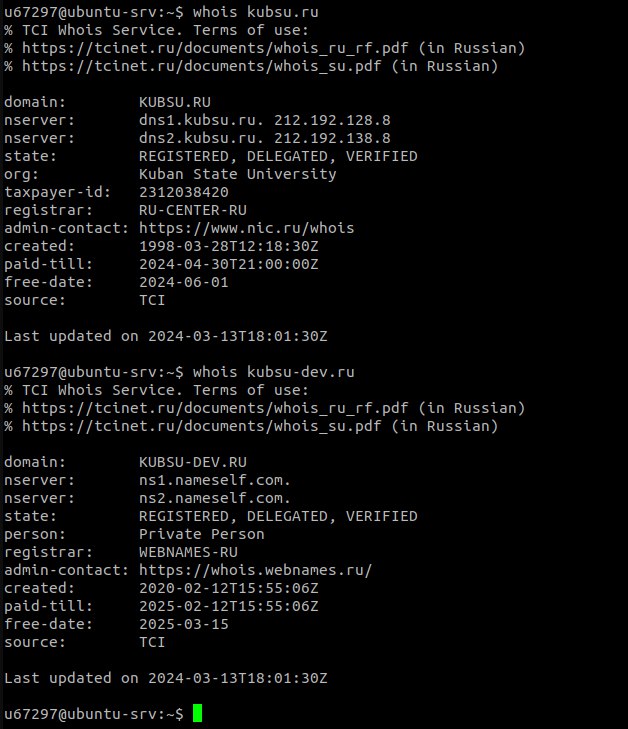 u67297@ubuntu-srv:~$ whois kubsu.ru
% TCI Whois Service. Terms of use:
% https://tcinet.ru/documents/whois_ru_rf.pdf (in Russian)
% https://tcinet.ru/documents/whois_su.pdf (in Russian)
domain: KUBSU.RU
nserver: dns1.kubsu.ru. 212.192.128.8
nserver: dns2.kubsu.ru. 212.192.138.8
state: REGISTERED, DELEGATED, VERIFIED
org: Kuban State University
taxpayer-id: 2312038420
registrar: RU-CENTER-RU
admin-contact: https://www.nic.ru/whois
created: 1998-03-28T12:18:30Z
paid-till: 2024-04-30T21:00:00Z
free-date: 2024-06-01
source: TCI
Last updated on 2024-03-13T18:01:30Z
u67297@ubuntu-srv:~$ whois kubsu-dev.ru
% TCI Whois Service. Terms of use:
% https://tcinet.ru/documents/whois_ru_rf.pdf (in Russian)
% https://tcinet.ru/documents/whois_su.pdf (in Russian)
domain: KUBSU-DEV.RU
nserver: ns1.nameself.com.
nserver: ns2.nameself.com.
state: REGISTERED, DELEGATED, VERIFIED
person: Private Person
registrar: WEBNAMES-RU
admin-contact: https://whois.webnames.ru/
created: 2020-02-12T15:55:06Z
paid-till: 2025-02-12T15:55:06Z
free-date: 2025-03-15
source: TCI
Last updated on 2024-03-13T18:01:30Z
u67297@ubuntu-srv:~$